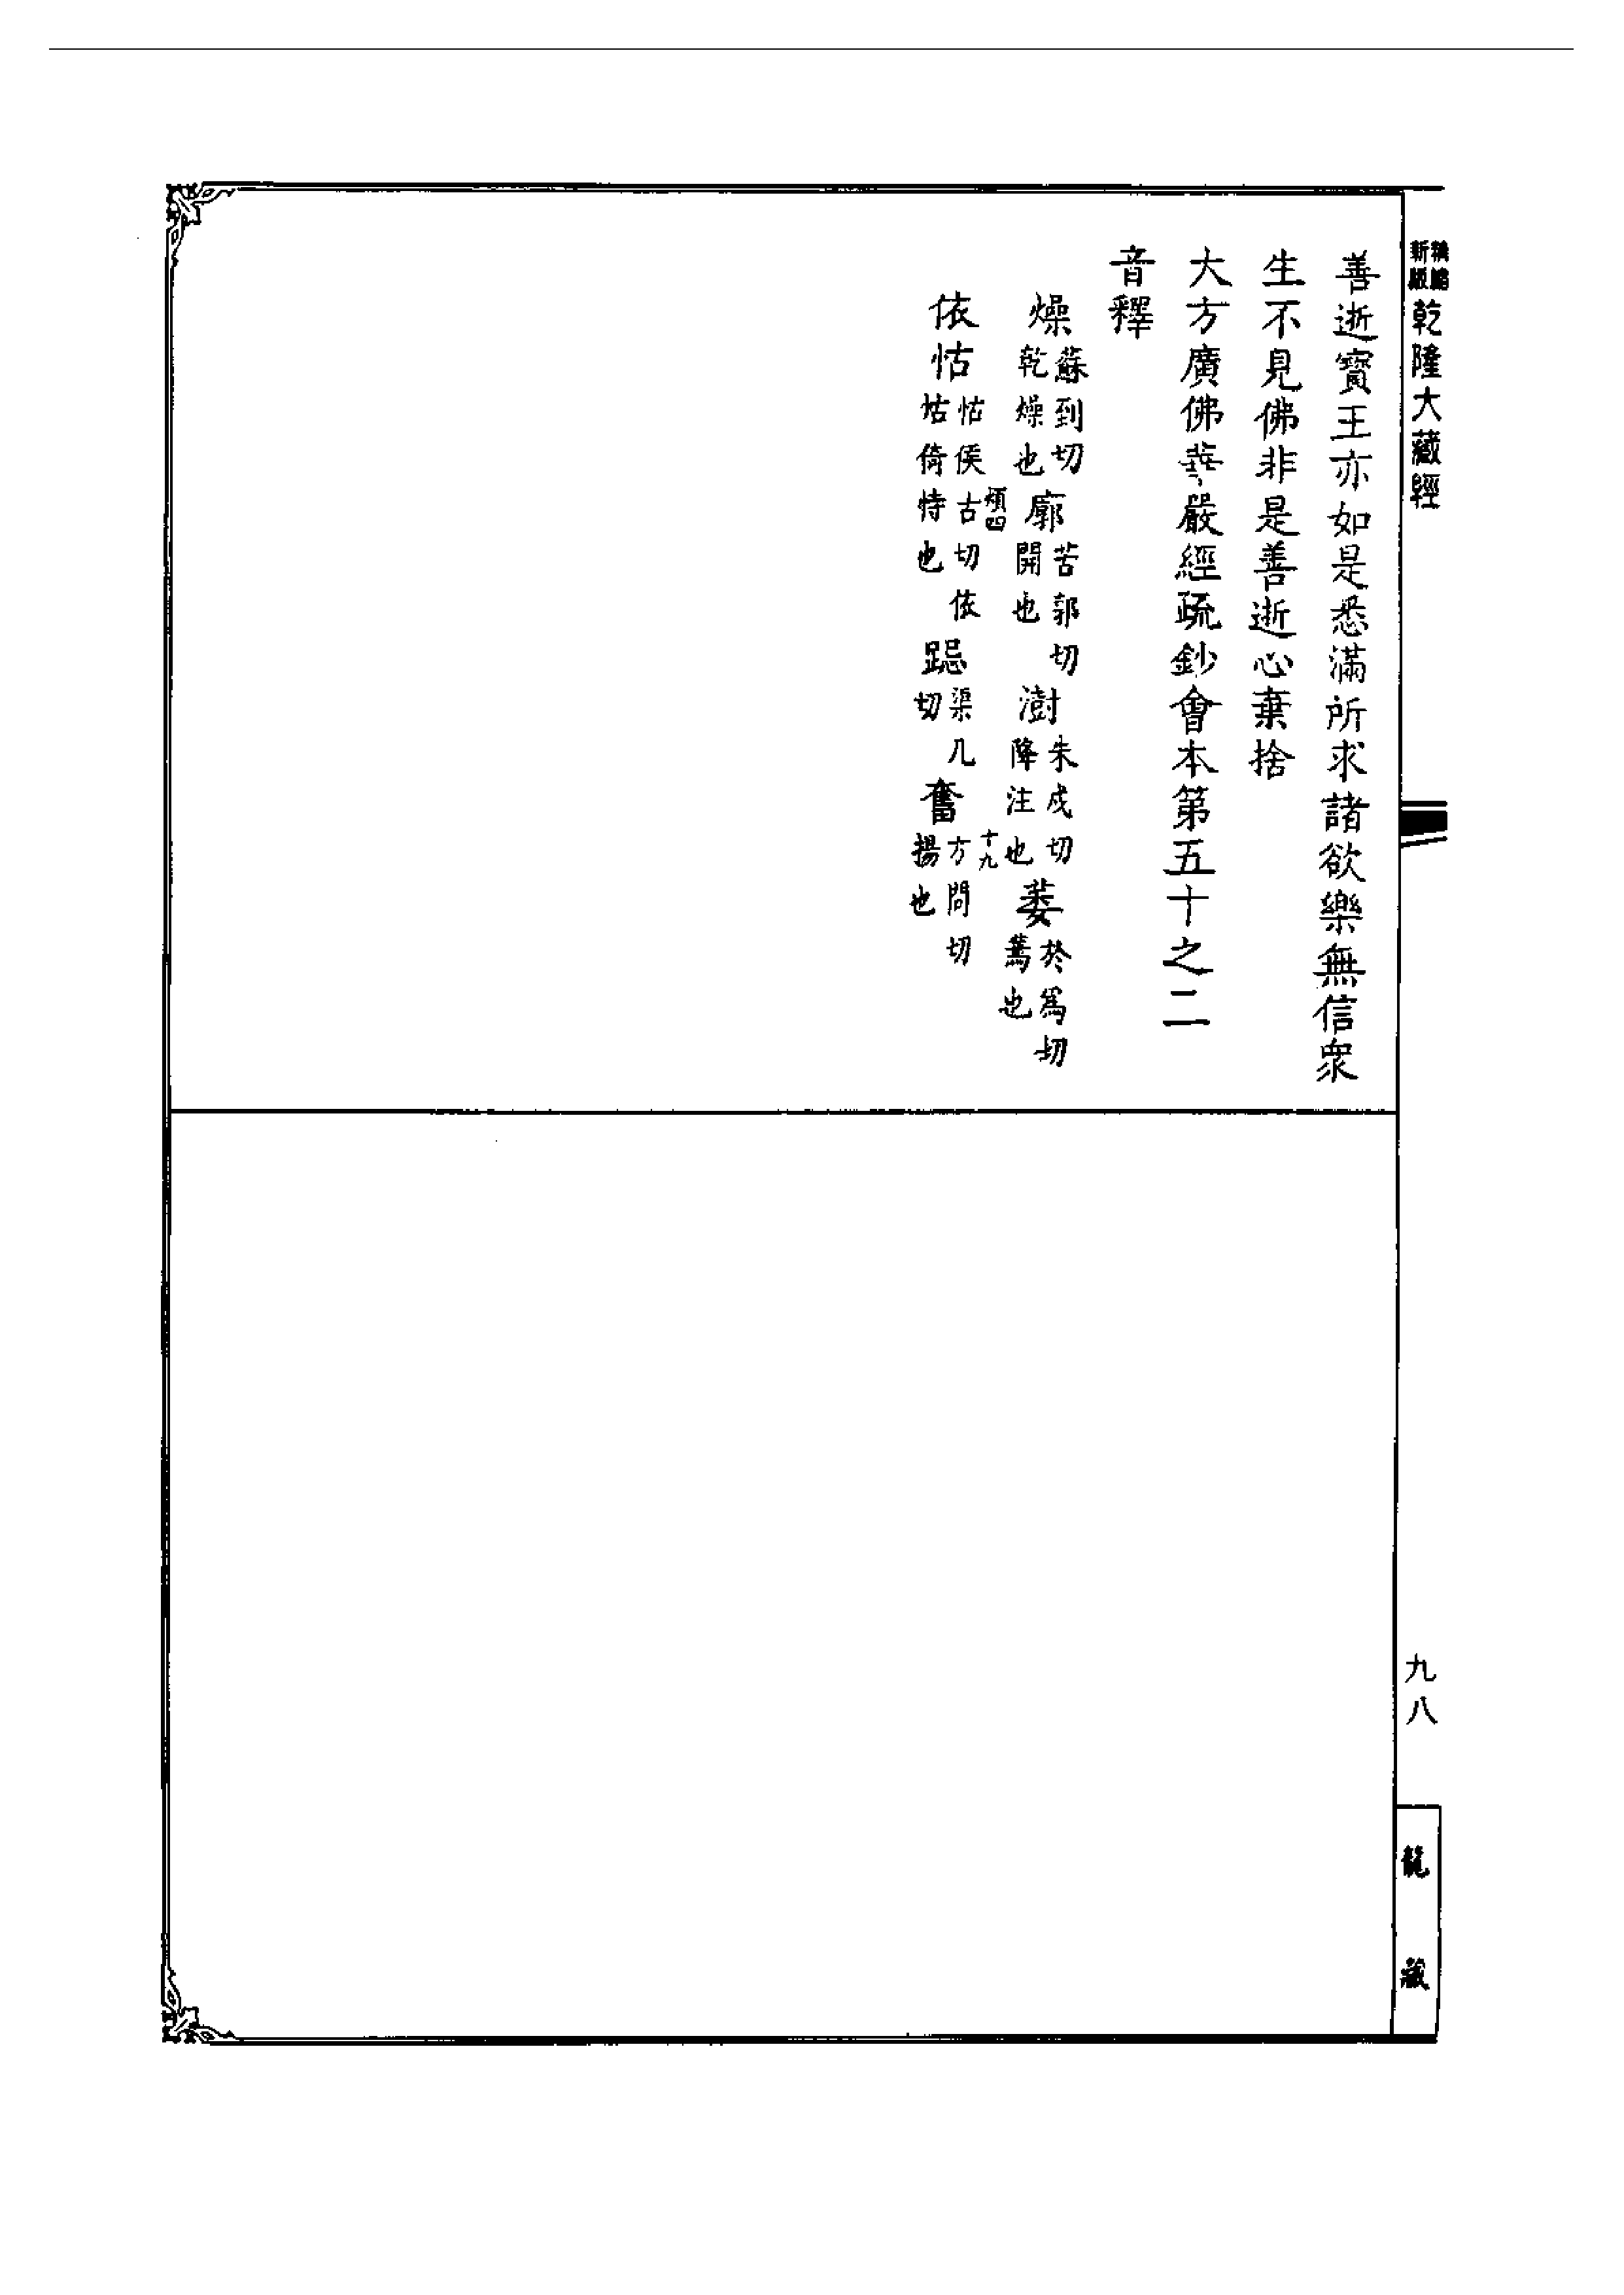 新編
新版
乾隆大藏經
善逝寶王亦如是悉滿所求諸欲樂無信衆
生不見佛非是善逝心棄捨
大方廣佛華嚴經疏鈔會本第五十之二
音釋
燥蘇到切乾燥也廓苦郭切開也澍朱戍切降注也萎於爲切蔫也
煩四
十九
依怙怙侯古切依怙倚恃也跽渠几切奮方問切揚也
九八
龍藏